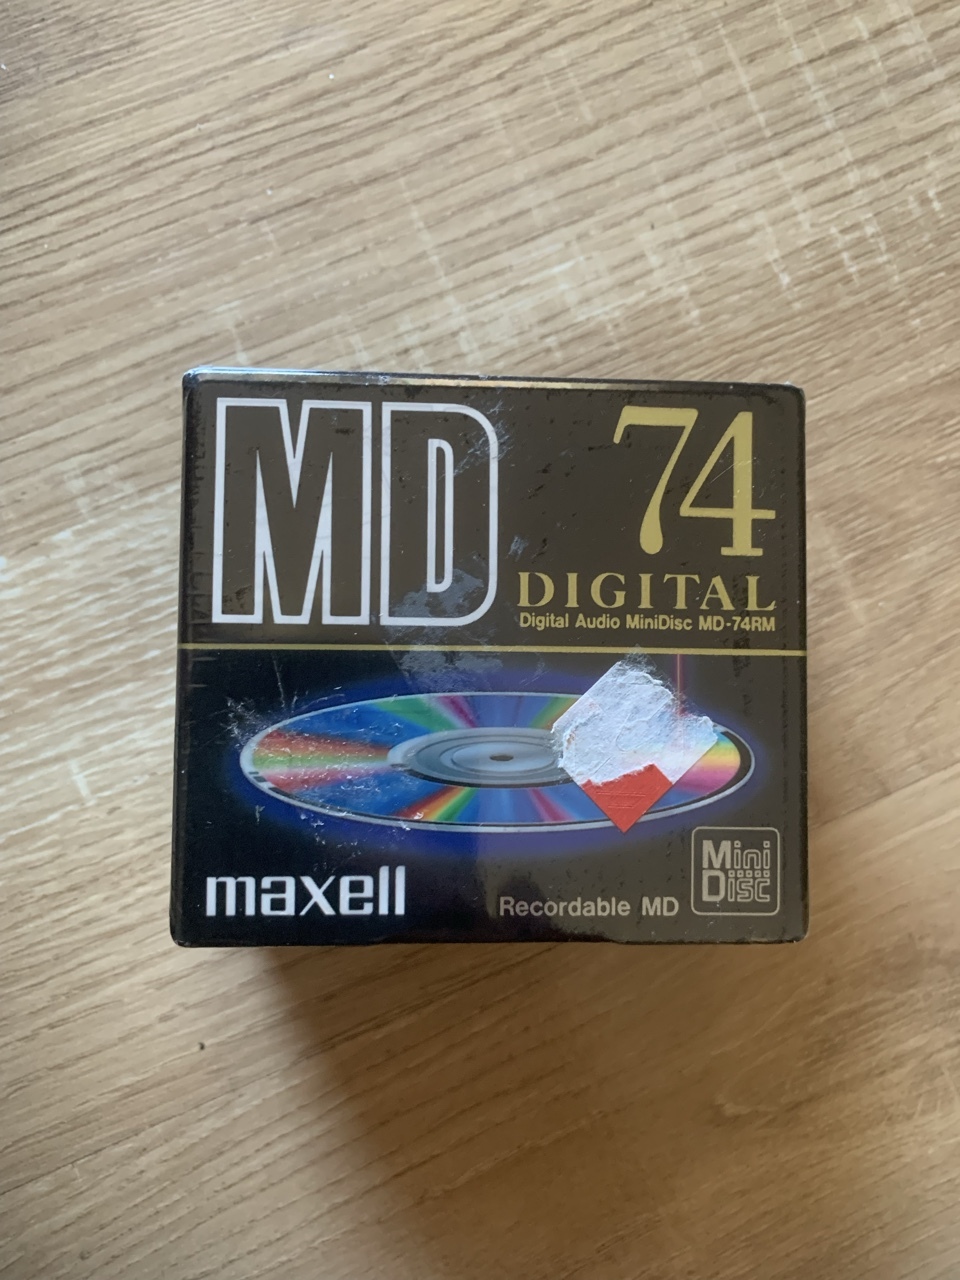 MD
74
DIGITAL
Digital Audio MiniDisc MD-74RM
maxell
Recordable MD
Mini
Disc